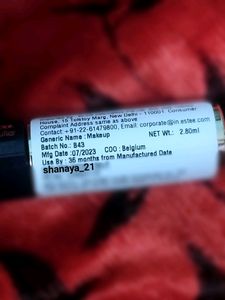 House, 15 Tolstoy Marg, New Delhi - 110001. Consumer
Complaint Address same as above
Contact : +91-22-61479800, Email: corporate@in.estee.com
Generic Name : Makeup
NET Wt.: 2.80ml
Batch No : B43
Mfg Date :07/2023 COO : Belgium
Use By : 36 months from Manufactured Date
shanaya_21